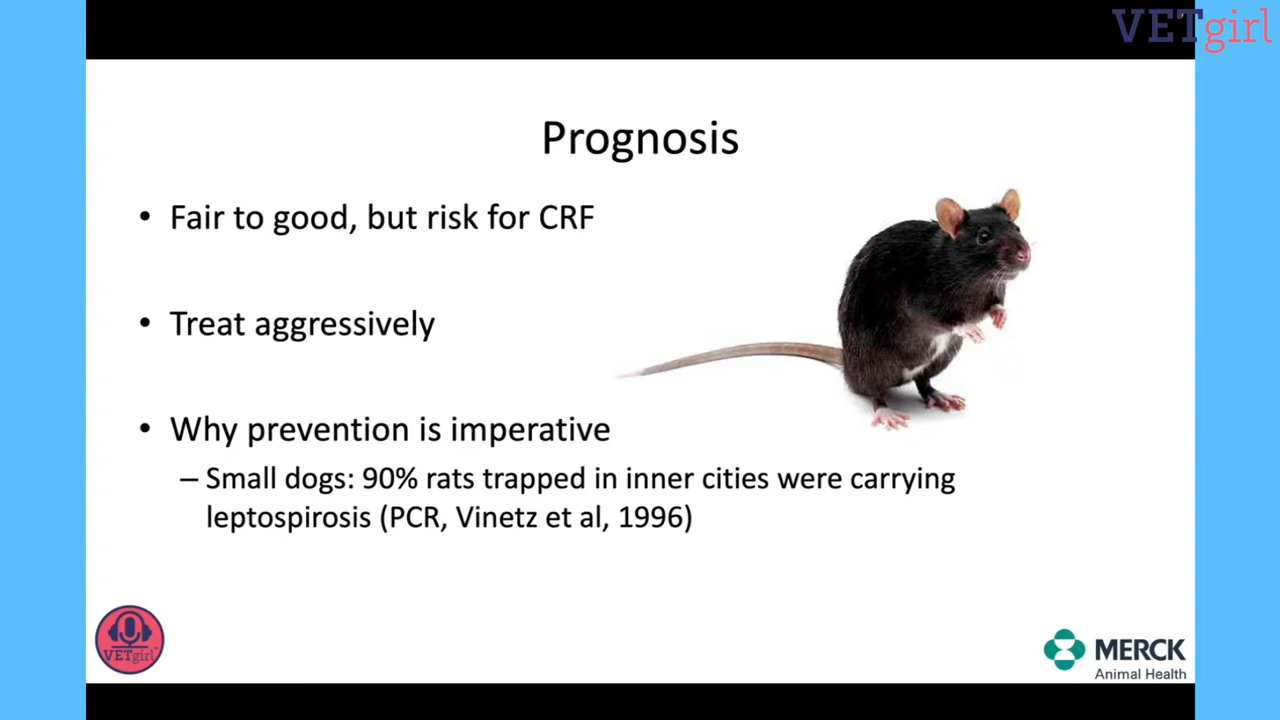 VETgirl
Prognosis
• Fair to good, but risk for CRF
• Treat aggressively
• Why prevention is imperative
– Small dogs: 90% rats trapped in inner cities were carrying
leptospirosis (PCR, Vinetz et al, 1996)
VETgirl
MERCK
Animal Health